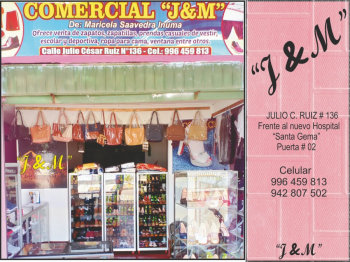 COMERCIAL "J&M"
De: Maricela Saavedra Inuma
Ofrece venta de zapatos, zapatillas, prendas casuales de vestir,
escolar y deportiva, ropa para cama, ventana entre otros.
Calle Julio Cesar Ruiz N°136 - Cel.: 996 459 813
J & M"
"J & M"
JULIO C. RUIZ # 136
Frente al nuevo Hospital
"Santa Gema"
Puerta # 02
Celular
996 459 813
942 807 502
"J & M"